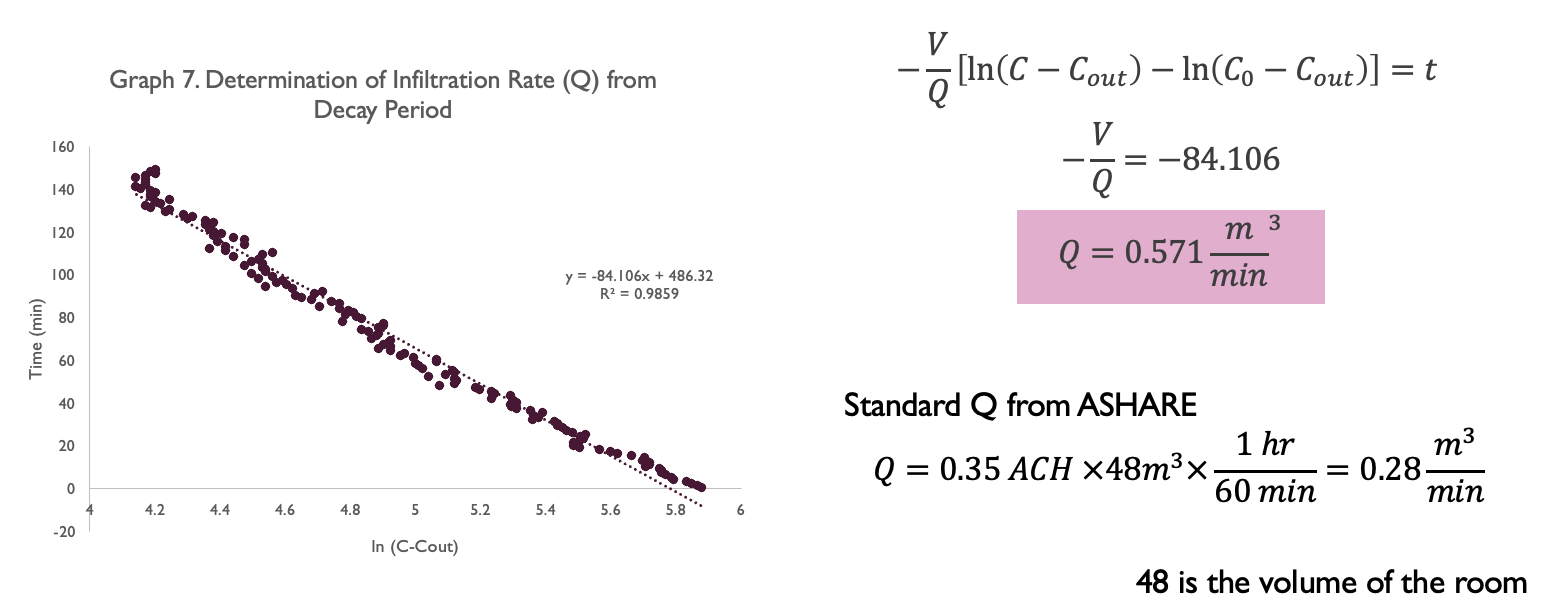 Graph 7. Determination of Infiltration Rate (Q) from
Decay Period
160
140
120
100
80
60
40
20
0
-20
4
4.2
4.4
4.6
4.8
5
5.2
5.4
5.6
5.8
6
Time (min)
ln (C-Cout)
y = -84.106x + 486.32
R² = 0.9859
−V/Q [ln(C − C_out) − ln(C_0 − C_out)] = t
−V/Q = −84.106
Q = 0.571 m³/min
Standard Q from ASHARE
Q = 0.35 ACH ×48m³× 1 hr/60 min = 0.28 m³/min
48 is the volume of the room